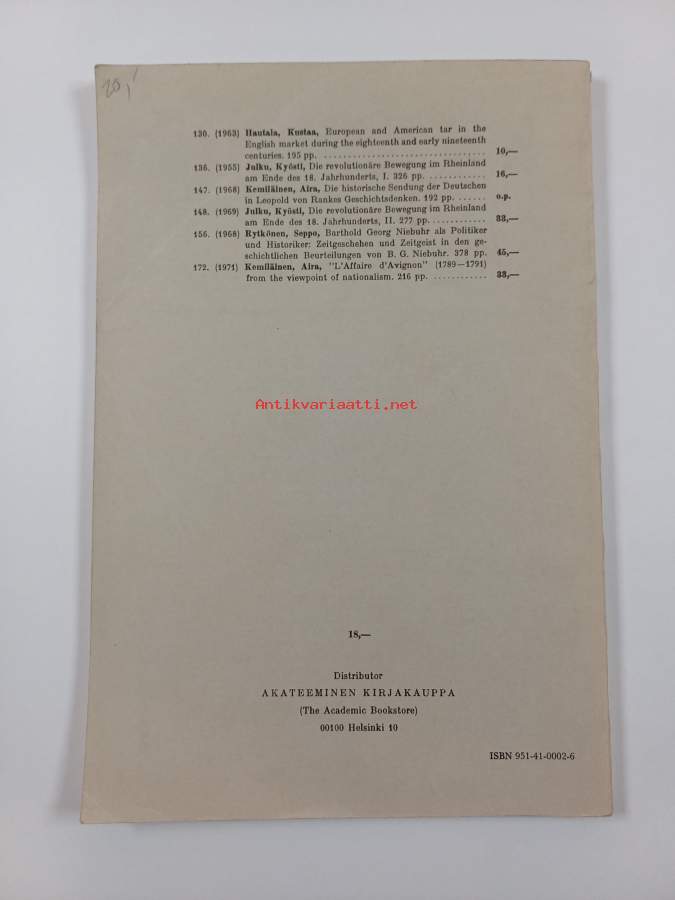 20,'
130. (1963) Hautala, Kustaa, European and American tar in the
English market during the eighteenth and early nineteenth
centuries. 195 pp. .................................. 10,—
136. (1955) Julku, Kyösti, Die revolutionäre Bewegung im Rheinland
am Ende des 18. Jahrhunderts, I. 326 pp. ............ 16,—
147. (1968) Kemiläinen, Aira, Die historische Sendung der Deutschen
in Leopold von Rankes Geschichtsdenken. 192 pp. ...... o.p.
148. (1969) Julku, Kyösti, Die revolutionäre Bewegung im Rheinland
am Ende des 18. Jahrhunderts, II. 277 pp. ............ 33,—
156. (1968) Rytkönen, Seppo, Barthold Georg Niebuhr als Politiker
und Historiker: Zeitgeschehen und Zeitgeist in den ge-
schichtlichen Beurteilungen von B. G. Niebuhr. 378 pp. 45,—
172. (1971) Kemiläinen, Aira, "L'Affaire d'Avignon" (1789—1791)
from the viewpoint of nationalism. 216 pp. ............ 33,—
Antikvariaatti.net
18,—
Distributor
AKATEEMINEN KIRJAKAUPPA
(The Academic Bookstore)
00100 Helsinki 10
ISBN 951-41-0002-6